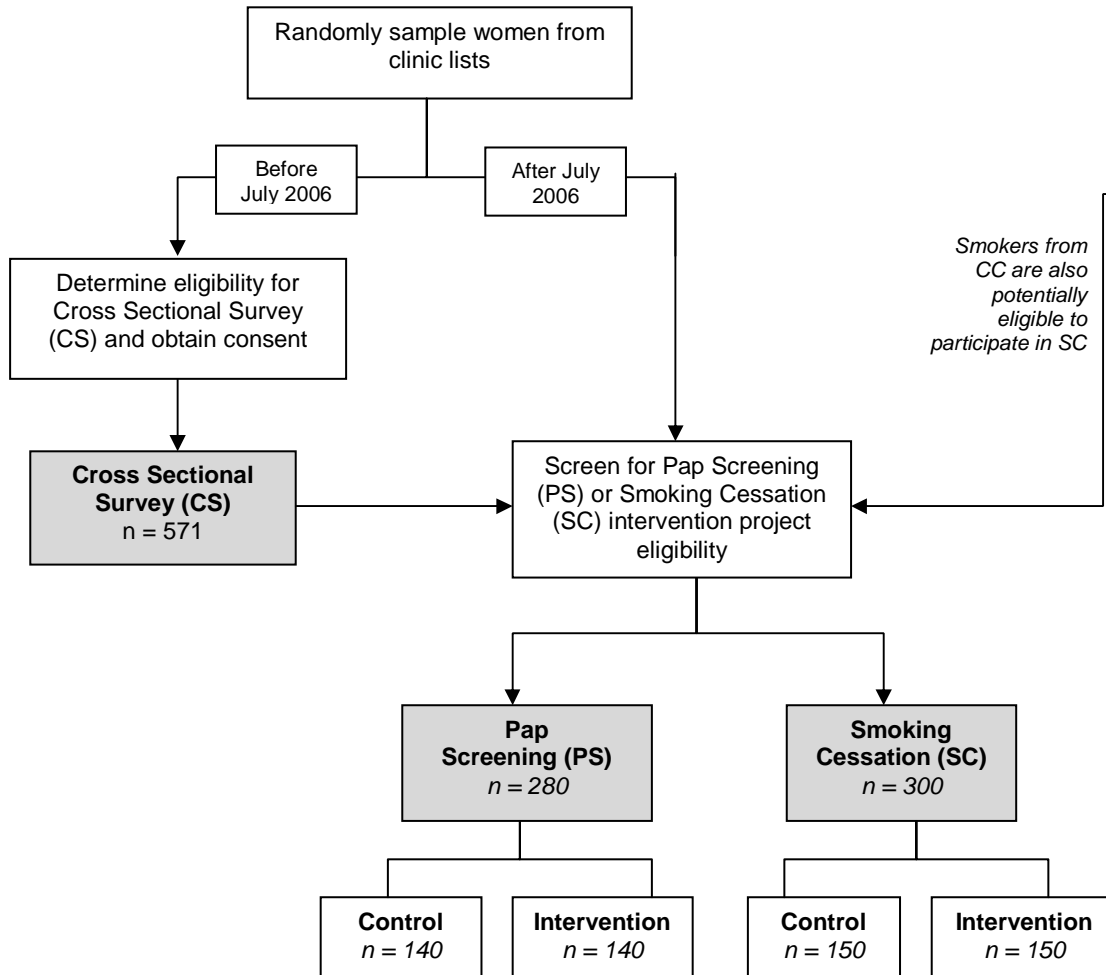 Randomly sample women from
clinic lists
Before
July 2006
After July
2006
Smokers from
CC are also
potentially
eligible to
participate in SC
Determine eligibility for
Cross Sectional Survey
(CS) and obtain consent
Cross Sectional
Survey (CS)
n = 571
Screen for Pap Screening
(PS) or Smoking Cessation
(SC) intervention project
eligibility
Pap
Screening (PS)
n = 280
Smoking
Cessation (SC)
n = 300
Control
n = 140
Intervention
n = 140
Control
n = 150
Intervention
n = 150